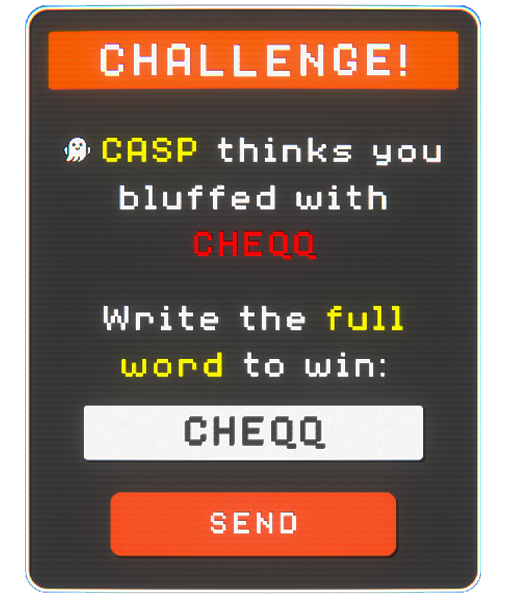 CHALLENGE!
CASP thinks you
bluffed with
CHEQQ
Write the full
word to win:
CHEQQ
SEND